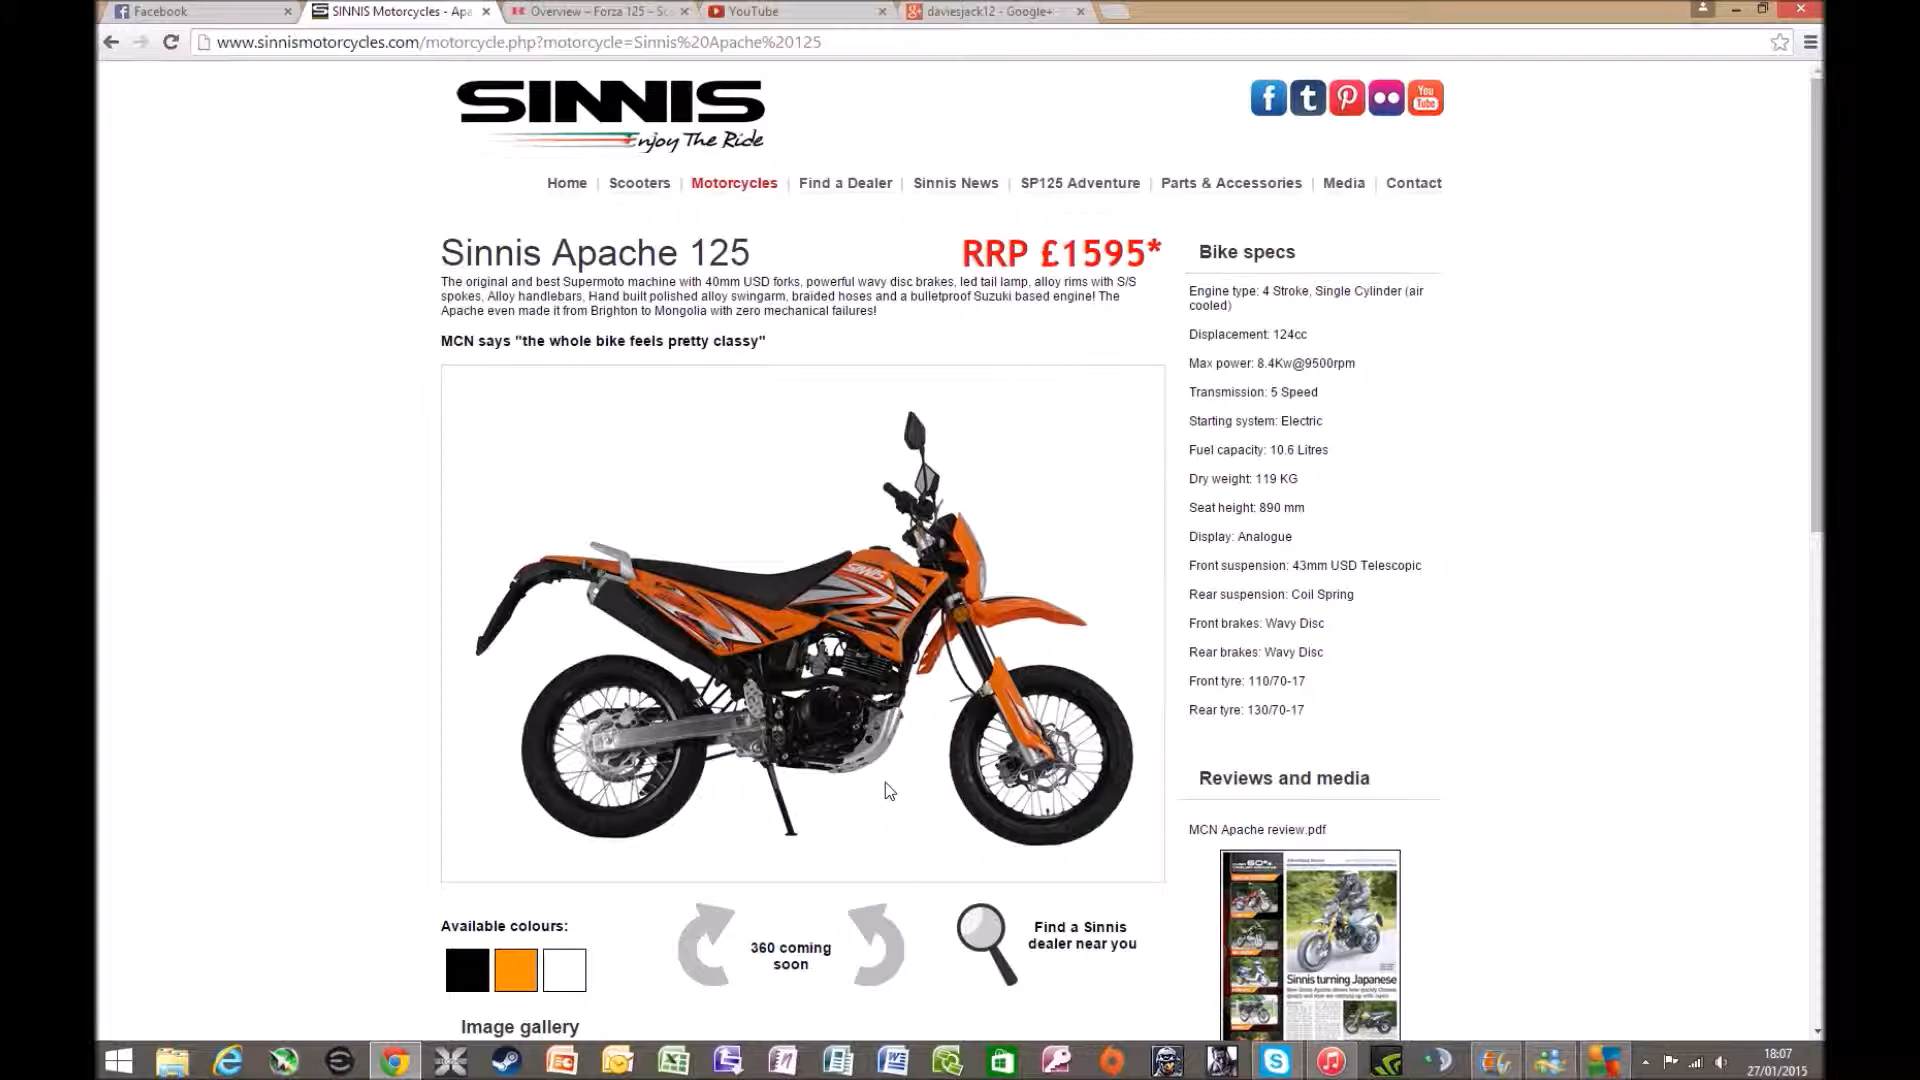 Facebook
SINNIS Motorcycles - Apa
Overview – Forza 125 – Sc
YouTube
daviesjack12 - Google+
www.sinnismotorcycles.com/motorcycle.php?motorcycle=Sinnis%20Apache%20125
SINNIS
Enjoy The Ride
Home | Scooters | Motorcycles | Find a Dealer | Sinnis News | SP125 Adventure | Parts & Accessories | Media | Contact
Sinnis Apache 125
RRP £1595*
The original and best Supermoto machine with 40mm USD forks, powerful wavy disc brakes, led tail lamp, alloy rims with S/S
spokes, Alloy handlebars, Hand built polished alloy swingarm, braided hoses and a bulletproof Suzuki based engine! The
Apache even made it from Brighton to Mongolia with zero mechanical failures!
MCN says "the whole bike feels pretty classy"
SINNIS
Available colours:
360 coming
soon
Find a Sinnis
dealer near you
Image gallery
Bike specs
Engine type: 4 Stroke, Single Cylinder (air
cooled)
Displacement: 124cc
Max power: 8.4Kw@9500rpm
Transmission: 5 Speed
Starting system: Electric
Fuel capacity: 10.6 Litres
Dry weight: 119 KG
Seat height: 890 mm
Display: Analogue
Front suspension: 43mm USD Telescopic
Rear suspension: Coil Spring
Front brakes: Wavy Disc
Rear brakes: Wavy Disc
Front tyre: 110/70-17
Rear tyre: 130/70-17
Reviews and media
MCN Apache review.pdf
Sinnis turning Japanese
18:07
27/01/2015